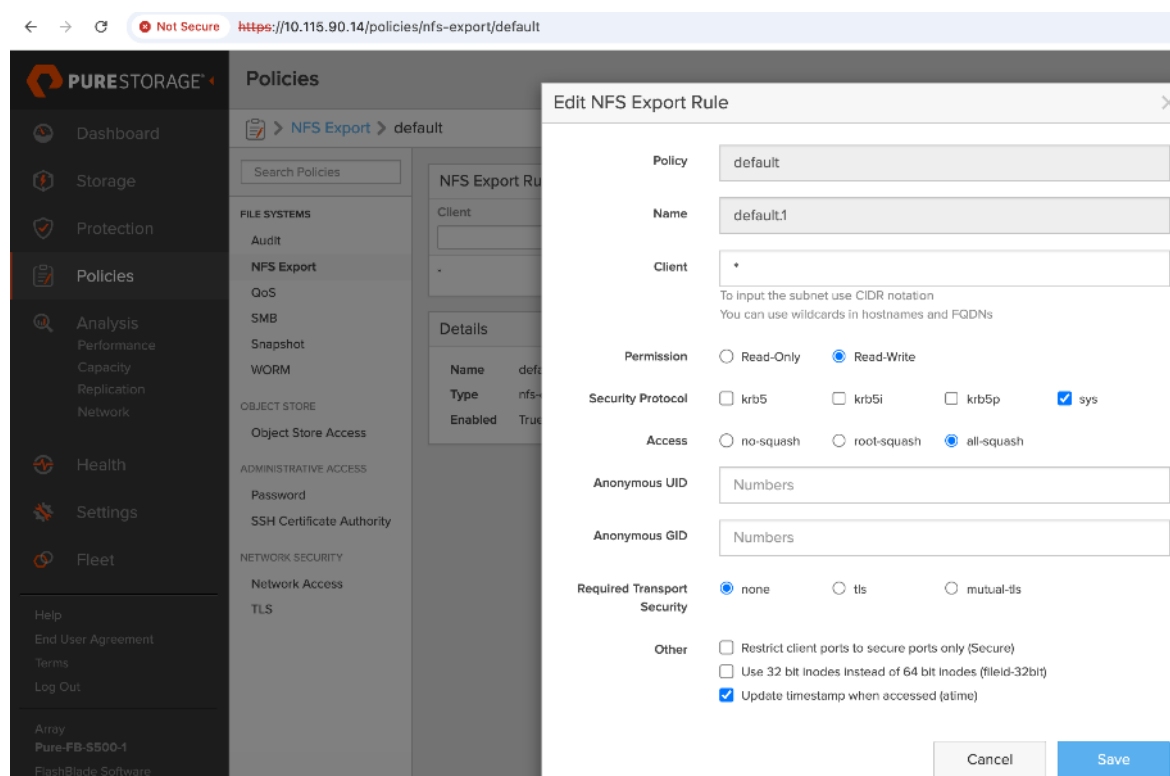 Not Secure https://10.115.90.14/policies/nfs-export/default
PURESTORAGE
Dashboard
Storage
Protection
Policies
Analysis
Performance
Capacity
Replication
Network
Health
Settings
Fleet
Help
End User Agreement
Terms
Log Out
Array
Pure-FB-S500-1
FlashBlade Software
Policies
NFS Export > default
Search Policies
FILE SYSTEMS
Audit
NFS Export
QoS
SMB
Snapshot
WORM
OBJECT STORE
Object Store Access
ADMINISTRATIVE ACCESS
Password
SSH Certificate Authority
NETWORK SECURITY
Network Access
TLS
NFS Export Ru
Client
-
Details
Name defa
Type nfs-
Enabled True
Edit NFS Export Rule
Policy default
Name default.1
Client *
To input the subnet use CIDR notation
You can use wildcards in hostnames and FQDNs
Permission Read-Only Read-Write
Security Protocol krb5 krb5i krb5p sys
Access no-squash root-squash all-squash
Anonymous UID Numbers
Anonymous GID Numbers
Required Transport Security none tls mutual-tls
Other Restrict client ports to secure ports only (Secure)
Use 32 bit inodes instead of 64 bit inodes (fileid-32bit)
Update timestamp when accessed (atime)
Cancel Save